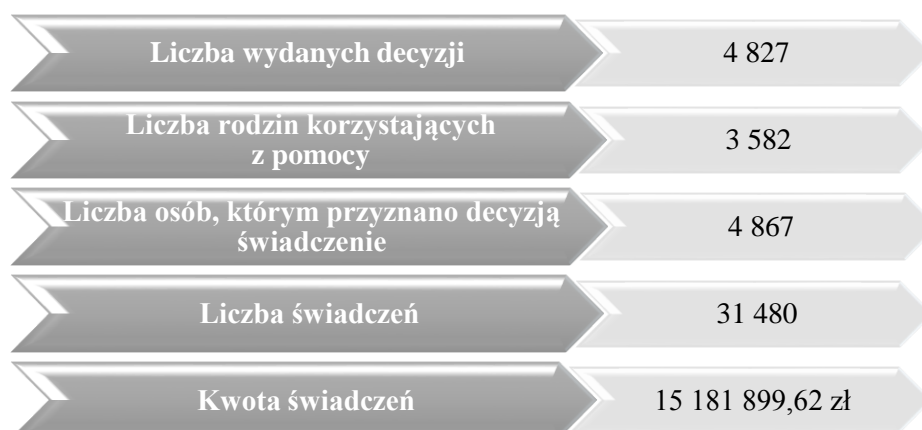 Liczba wydanych decyzji
4 827
Liczba rodzin korzystających
z pomocy
3 582
Liczba osób, którym przyznano decyzją
świadczenie
4 867
Liczba świadczeń
31 480
Kwota świadczeń
15 181 899,62 zł